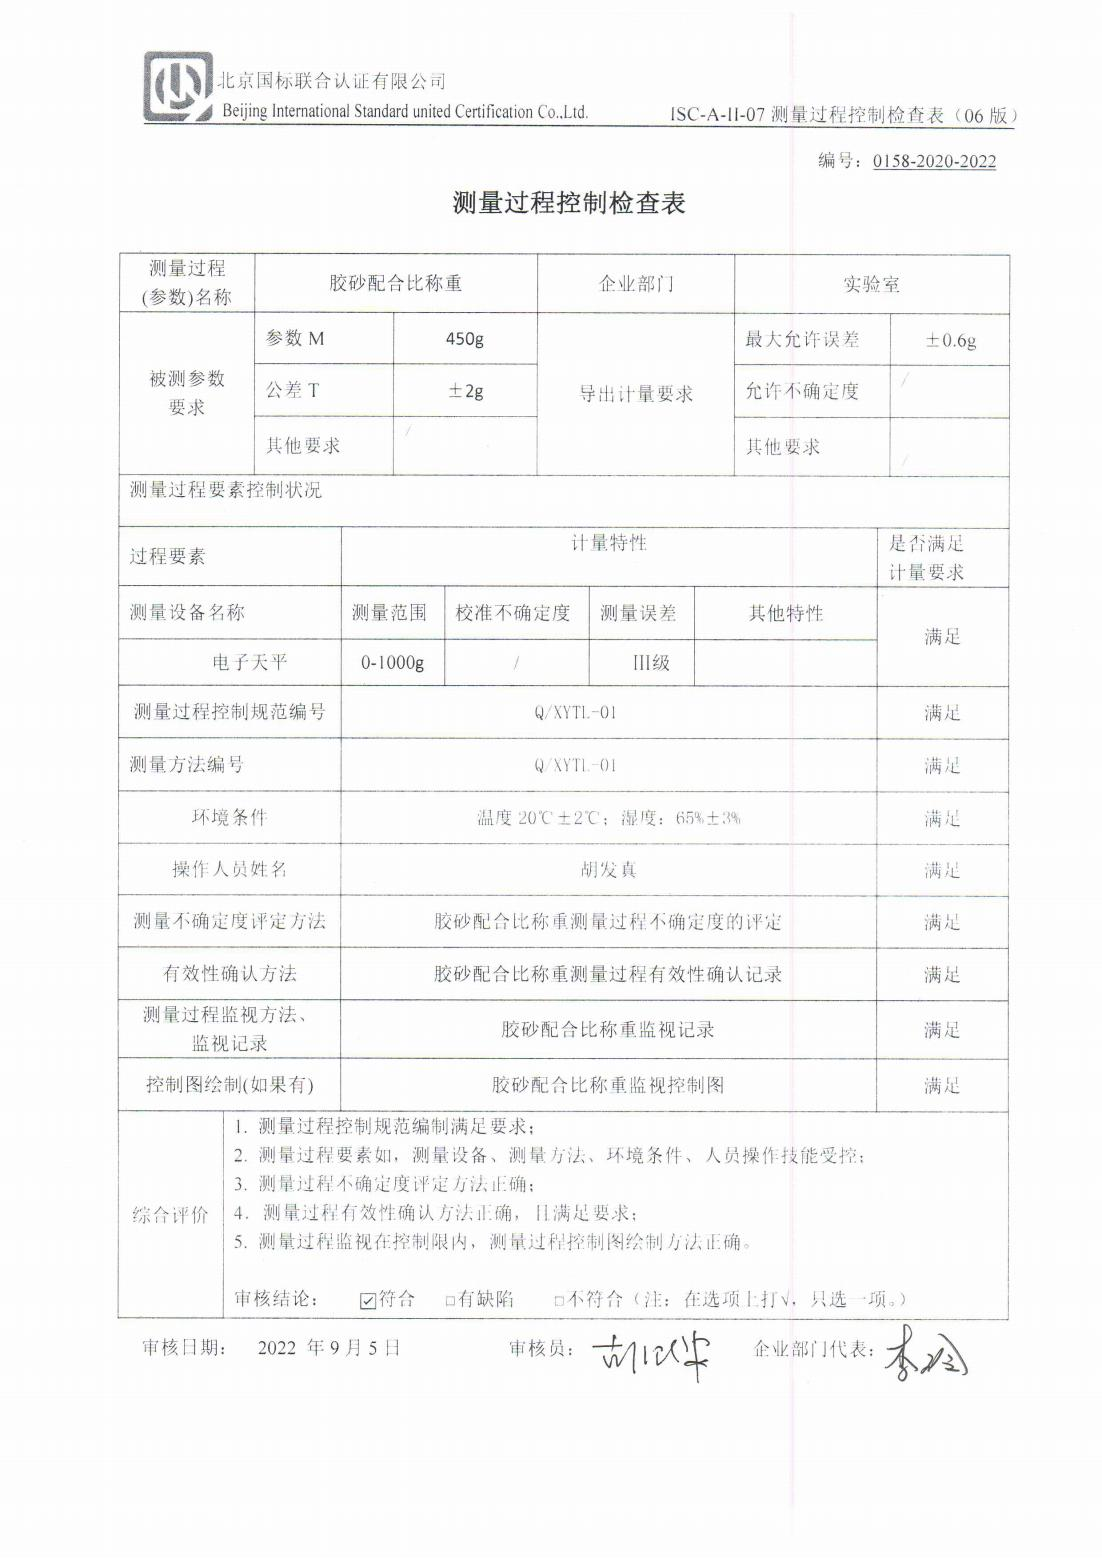 北京国标联合认证有限公司
Beijing International Standard united Certification Co.,Ltd.
ISC-A-II-07 测量过程控制检查表（06 版）
编号：0158-2020-2022
测量过程控制检查表
测量过程
(参数)名称
胶砂配合比称重
企业部门
实验室
被测参数
要求
参数 M
450g
导出计量要求
最大允许误差
±0.6g
公差 T
±2g
允许不确定度
/
其他要求
/
其他要求
/
测量过程要素控制状况
过程要素
计量特性
是否满足
计量要求
测量设备名称
测量范围
校准不确定度
测量误差
其他特性
满足
电子天平
0-1000g
/
III级
测量过程控制规范编号
Q/XYTL-01
满足
测量方法编号
Q/XYTL-01
满足
环境条件
温度 20℃±2℃；湿度：65%±3%
满足
操作人员姓名
胡发真
满足
测量不确定度评定方法
胶砂配合比称重测量过程不确定度的评定
满足
有效性确认方法
胶砂配合比称重测量过程有效性确认记录
满足
测量过程监视方法、
监视记录
胶砂配合比称重监视记录
满足
控制图绘制(如果有)
胶砂配合比称重监视控制图
满足
综合评价
1. 测量过程控制规范编制满足要求；
2. 测量过程要素如，测量设备、测量方法、环境条件、人员操作技能受控；
3. 测量过程不确定度评定方法正确；
4. 测量过程有效性确认方法正确，且满足要求；
5. 测量过程监视在控制限内，测量过程控制图绘制方法正确。
审核结论： ☑符合 □有缺陷 □不符合（注：在选项上打√，只选一项。）
审核日期： 2022 年 9 月 5 日 审核员： 企业部门代表：